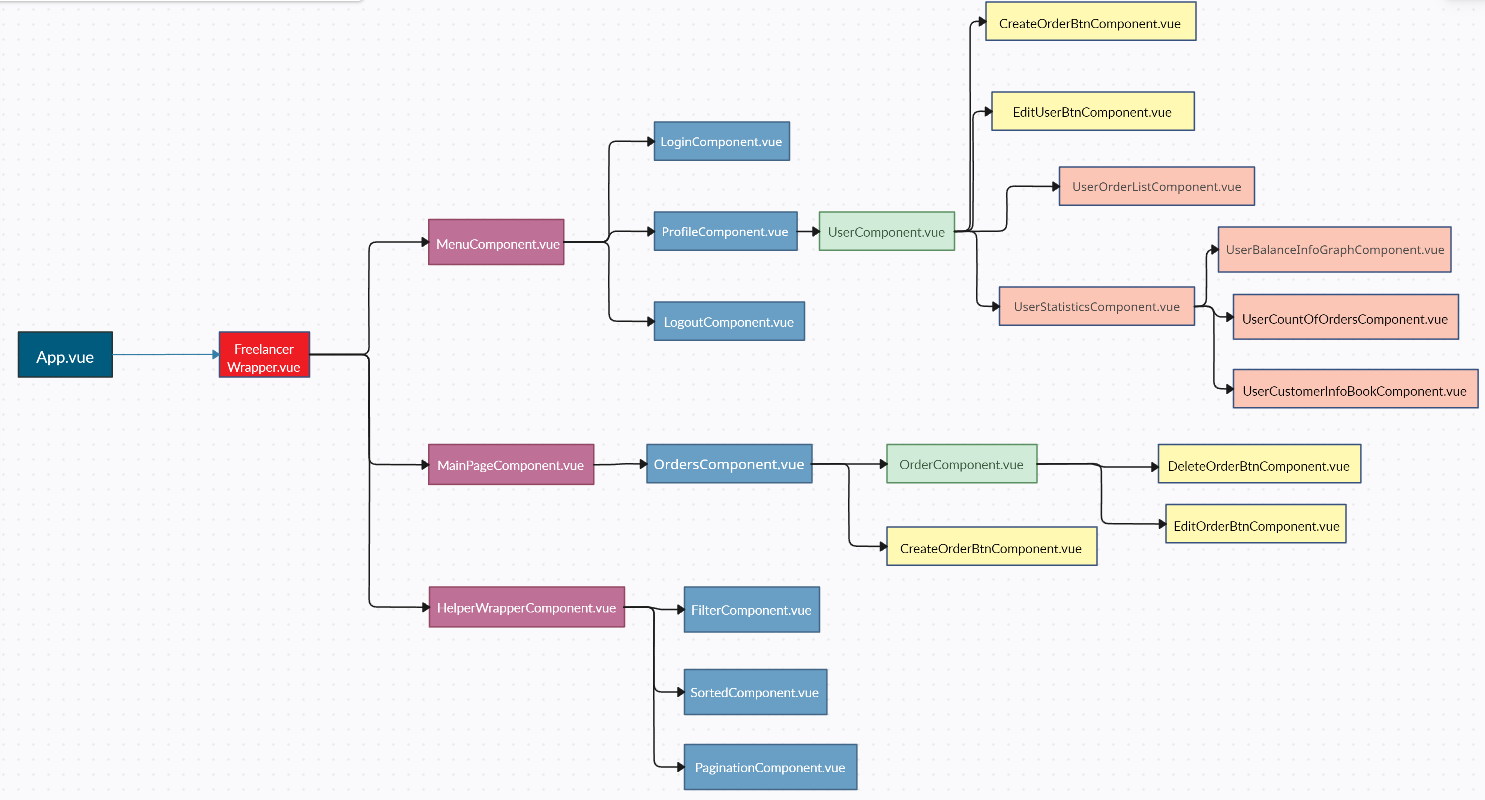 CreateOrderBtnComponent.vue
EditUserBtnComponent.vue
LoginComponent.vue
UserOrderListComponent.vue
ProfileComponent.vue
UserComponent.vue
MenuComponent.vue
UserBalanceInfoGraphComponent.vue
UserStatisticsComponent.vue
LogoutComponent.vue
UserCountOfOrdersComponent.vue
App.vue
Freelancer
Wrapper.vue
UserCustomerInfoBookComponent.vue
MainPageComponent.vue
OrdersComponent.vue
OrderComponent.vue
DeleteOrderBtnComponent.vue
EditOrderBtnComponent.vue
CreateOrderBtnComponent.vue
HelperWrapperComponent.vue
FilterComponent.vue
SortedComponent.vue
PaginationComponent.vue